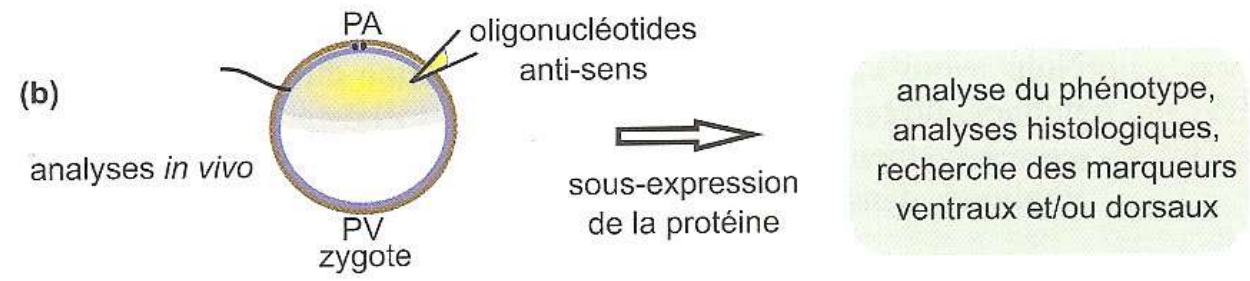 PA
oligonucléotides
anti-sens
(b)
analyses in vivo
PV
zygote
sous-expression
de la protéine
analyse du phénotype,
analyses histologiques,
recherche des marqueurs
ventraux et/ou dorsaux